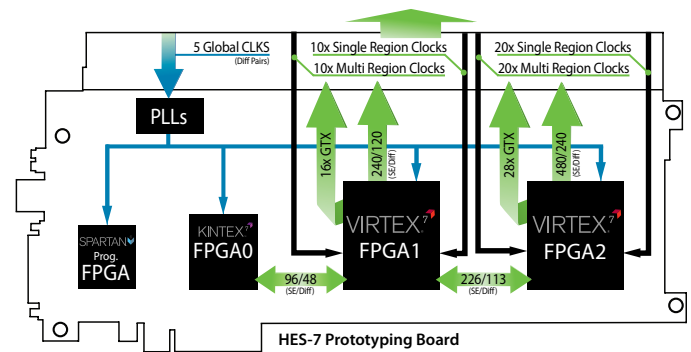 5 Global CLKS
(Diff Pairs)
10x Single Region Clocks
10x Multi Region Clocks
20x Single Region Clocks
20x Multi Region Clocks
PLLs
16x GTX
240/120
(SE/Diff)
28x GTX
480/240
(SE/Diff)
SPARTAN
Prog.
FPGA
KINTEX 7
FPGA0
VIRTEX 7
FPGA1
VIRTEX 7
FPGA2
96/48
(SE/Diff)
226/113
(SE/Diff)
HES-7 Prototyping Board